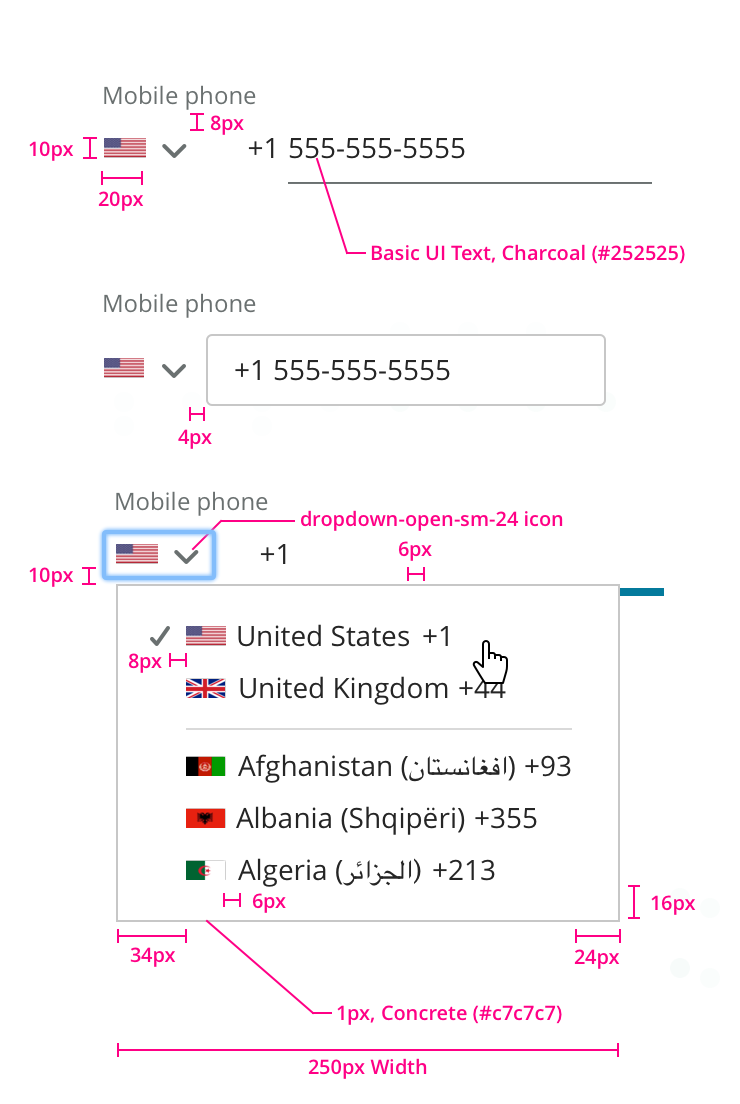 Mobile phone
8px
10px
+1 555-555-5555
20px
Basic UI Text, Charcoal (#252525)
Mobile phone
+1 555-555-5555
4px
Mobile phone
dropdown-open-sm-24 icon
6px
+1
10px
United States +1
8px
United Kingdom +44
Afghanistan (افغانستان) +93
Albania (Shqipëri) +355
Algeria (الجزائر) +213
6px
16px
34px
24px
1px, Concrete (#c7c7c7)
250px Width